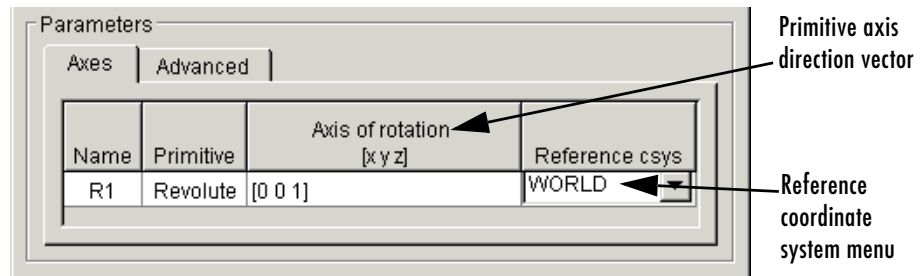 Parameters
Axes
Advanced
Name
Primitive
Axis of rotation
[x y z]
Reference csys
R1
Revolute
[0 0 1]
WORLD
Primitive axis
direction vector
Reference
coordinate
system menu